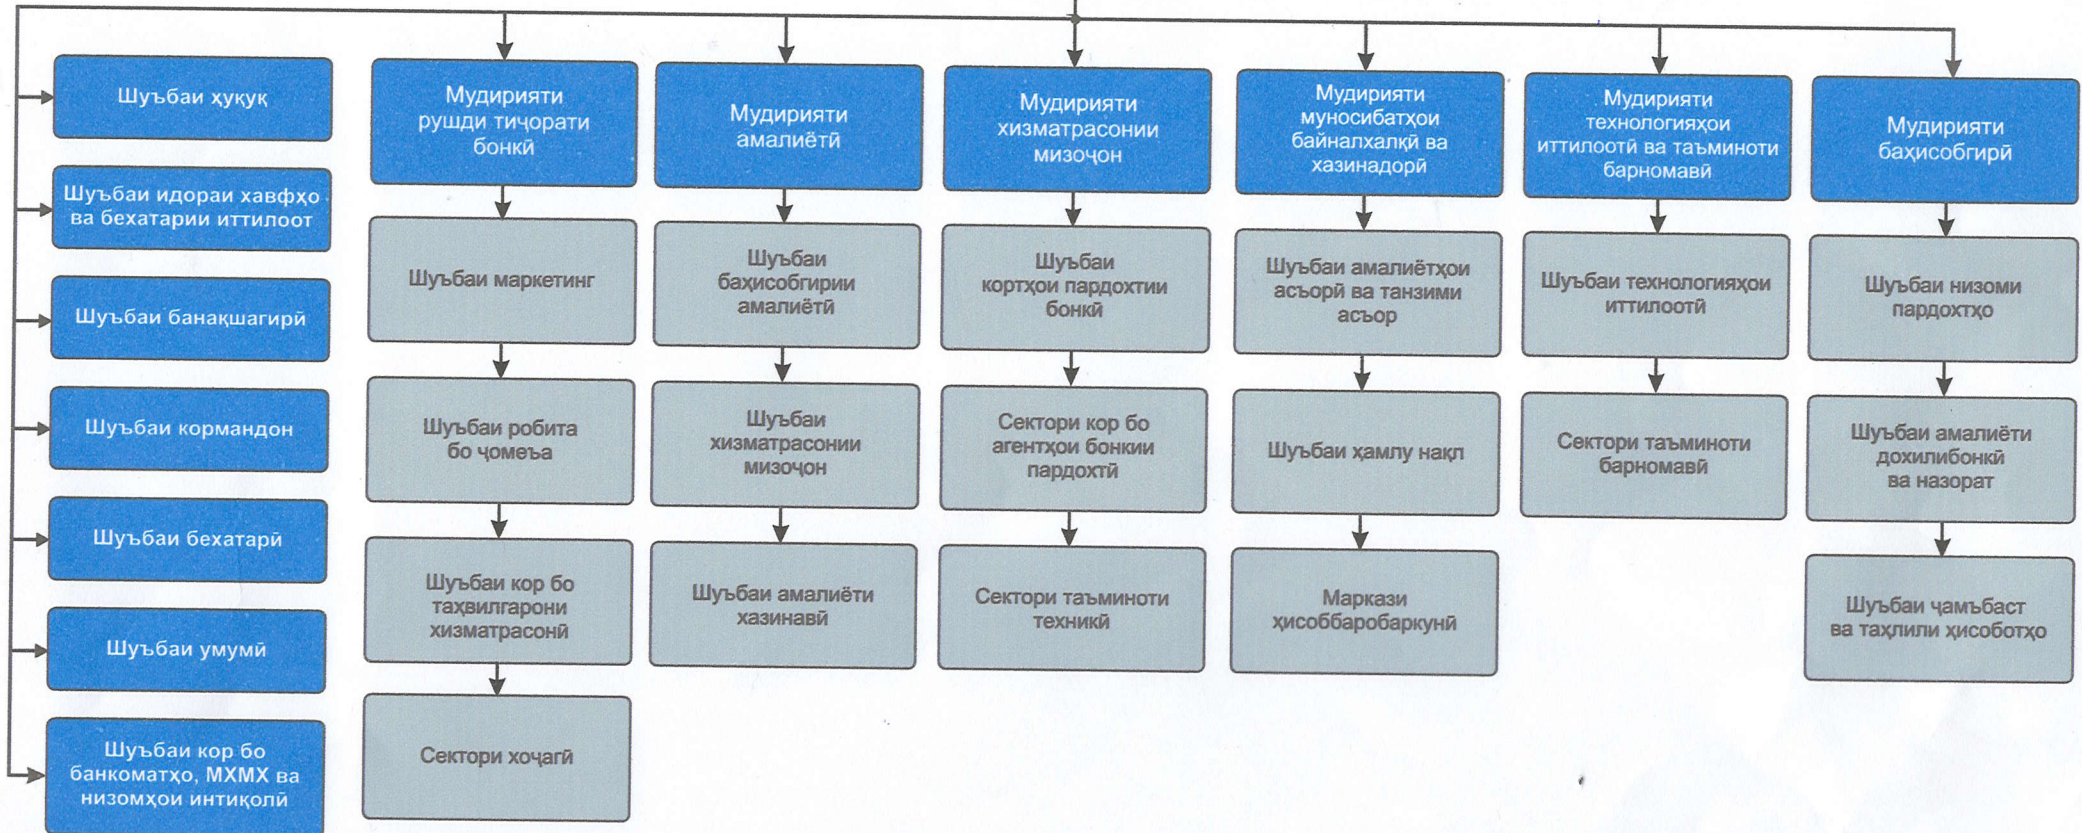 Шуъбаи ҳуқуқ
Шуъбаи идораи хавфҳо
ва бехатарии иттилоот
Шуъбаи банақшагирӣ
Шуъбаи кормандон
Шуъбаи бехатарӣ
Шуъбаи умумӣ
Шуъбаи кор бо
банкоматҳо, МХМХ ва
низомҳои интиқолӣ
Мудирияти
рушди тиҷорати
бонкӣ
Шуъбаи маркетинг
Шуъбаи робита
бо ҷомеъа
Шуъбаи кор бо
таҳвилгарони
хизматрасонӣ
Сектори хоҷагӣ
Мудирияти
амалиётӣ
Шуъбаи
баҳисобгирии
амалиётӣ
Шуъбаи
хизматрасонии
мизоҷон
Шуъбаи амалиёти
хазинавӣ
Мудирияти
хизматрасонии
мизоҷон
Шуъбаи
кортҳои пардохтии
бонкӣ
Сектори кор бо
агентҳои бонкии
пардохтӣ
Сектори таъминоти
техникӣ
Мудирияти
муносибатҳои
байналхалқӣ ва
хазинадорӣ
Шуъбаи амалиётҳои
асъорӣ ва танзими
асъор
Шуъбаи ҳамлу нақл
Маркази
ҳисоббаробаркунӣ
Мудирияти
технологияҳои
иттилоотӣ ва таъминоти
барномавӣ
Шуъбаи технологияҳои
иттилоотӣ
Сектори таъминоти
барномавӣ
Мудирияти
баҳисобгирӣ
Шуъбаи низоми
пардохтҳо
Шуъбаи амалиёти
дохилибонкӣ
ва назорат
Шуъбаи ҷамъбаст
ва таҳлили ҳисоботҳо